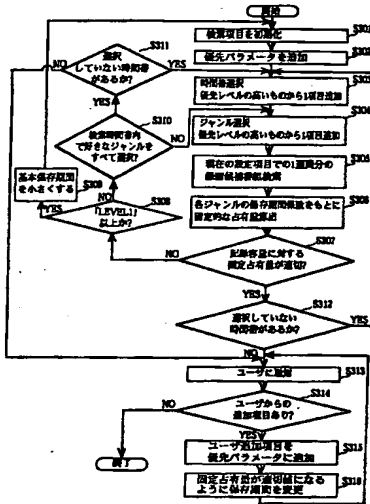 開始
検索項目を初期化
S301
優先パラメータを追加
S302
時間帯選択
優先レベルの高いものから1項目追加
S303
ジャンル選択
優先レベルの高いものから1項目追加
S304
現在の設定項目での1週間分の
S305
各ジャンルの保存期間係数をもとに
固定的な占有量算出
S306
記録容量に対する
固定占有量が適切?
S307
NO
YES
「LEVEL1」
以上か?
S308
NO
YES
基本保存期間
を小さくする
S309
検索時間帯内
で好きなジャンルを
すべて選択?
S310
NO
YES
選択
していない時間帯
があるか?
S311
NO
YES
選択していない
時間帯があるか?
S312
YES
NO
ユーザに通知
S313
ユーザからの
追加項目あり?
S314
NO
YES
終了
ユーザ追加項目を
優先パラメータに追加
S315
固定占有量が適切値になる
ように保存期間を変更
S316